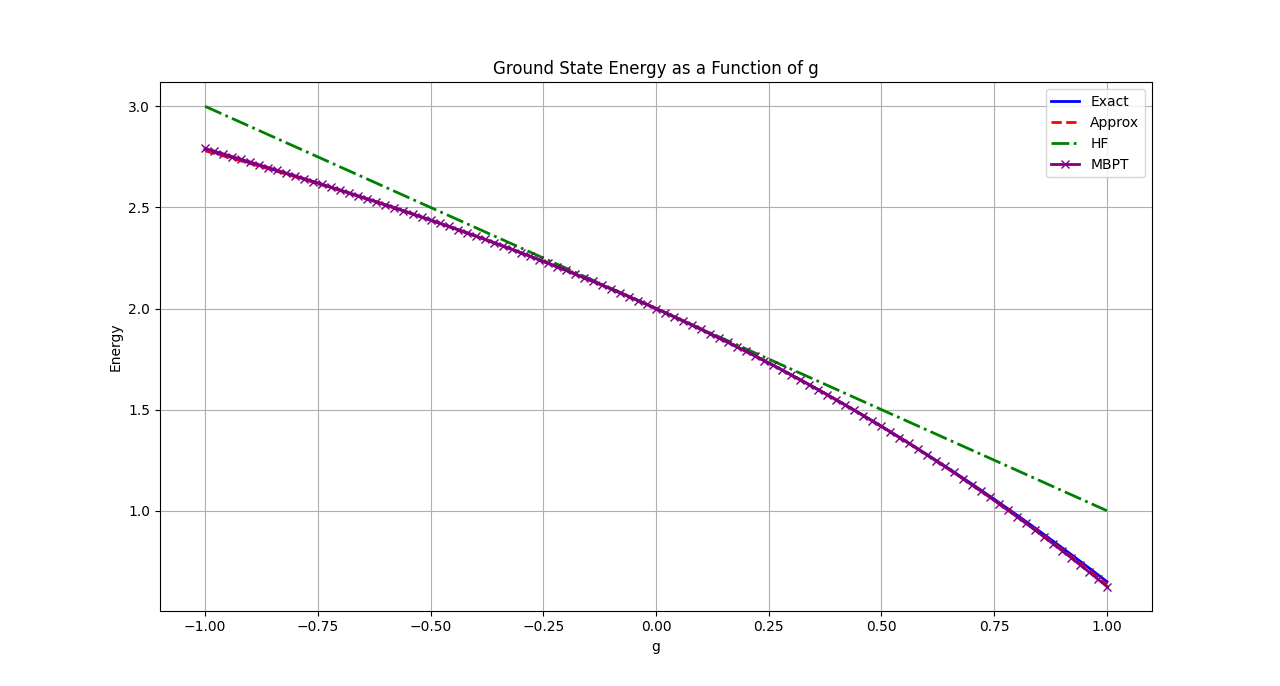 Ground State Energy as a Function of g
Exact
Approx
HF
MBPT
3.0
2.5
2.0
1.5
1.0
Energy
−1.00 −0.75 −0.50 −0.25 0.00 0.25 0.50 0.75 1.00
g